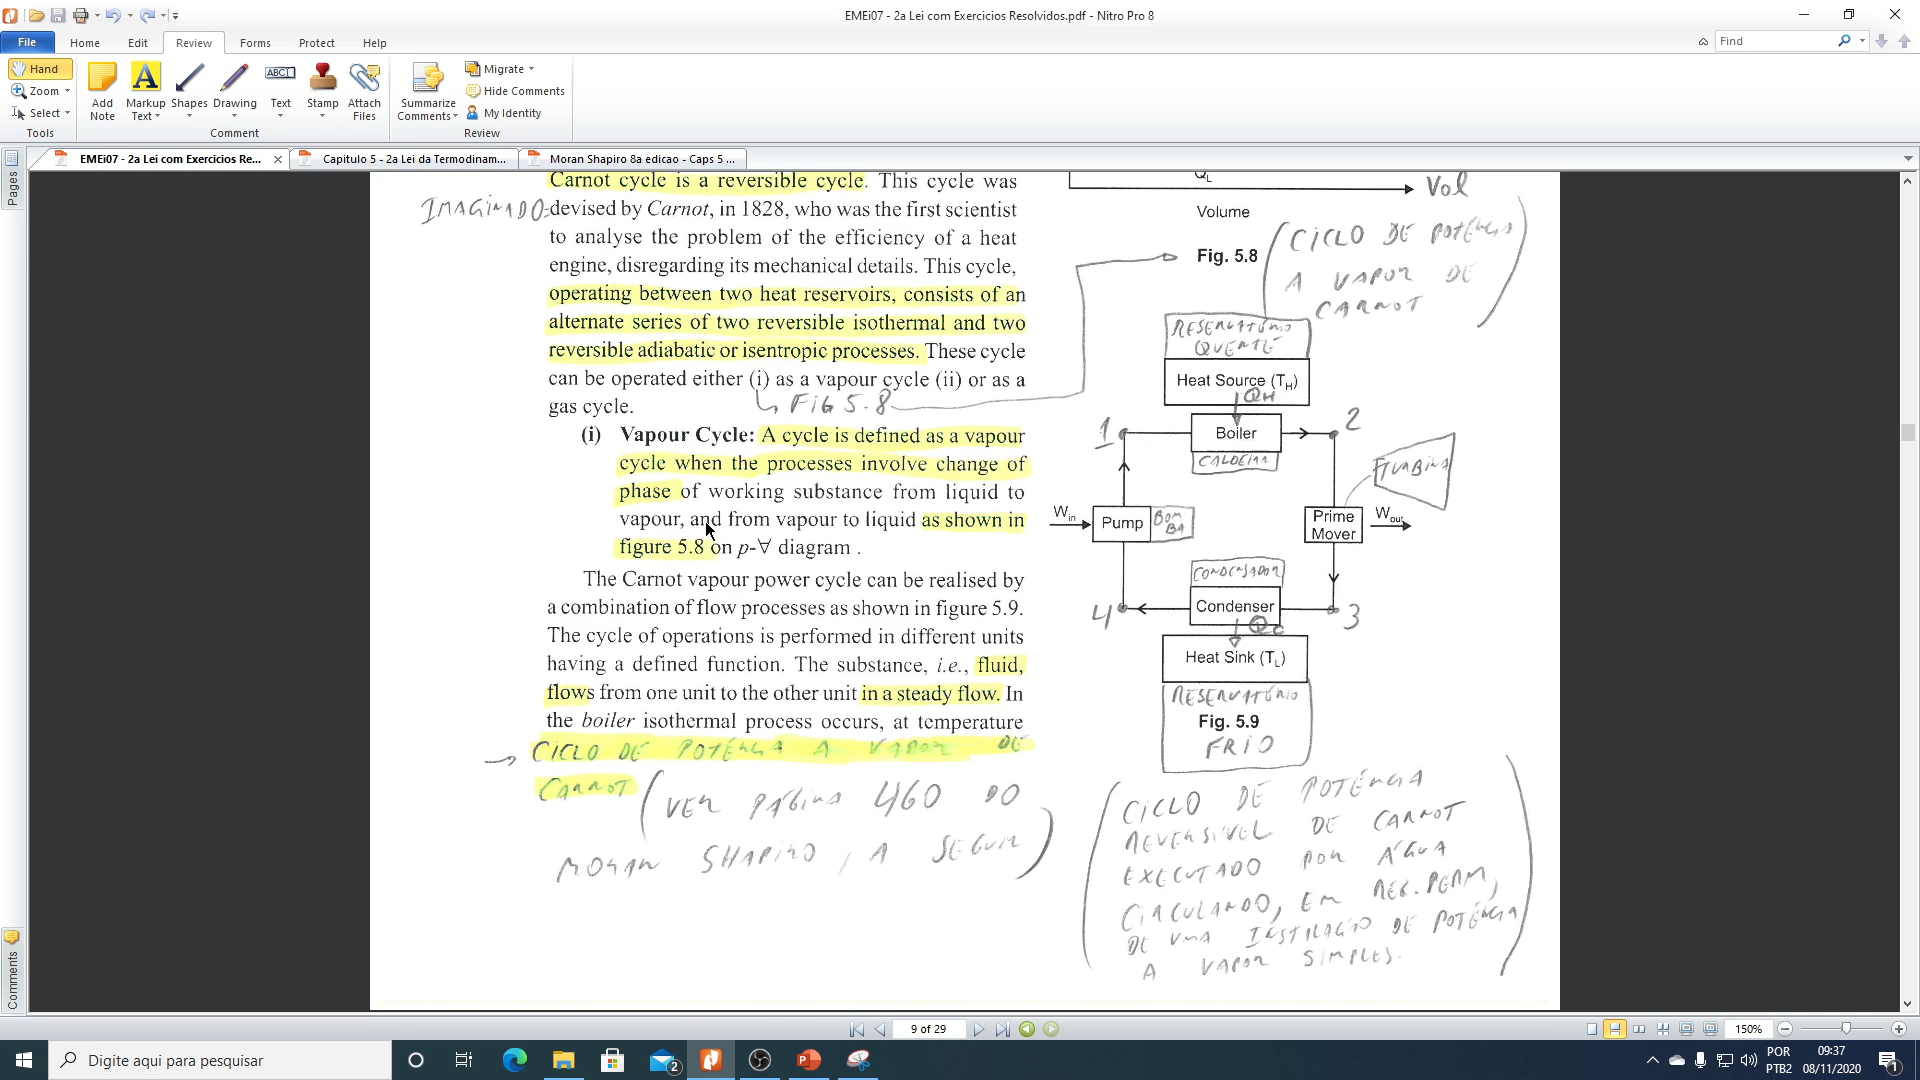 EMEi07 - 2a Lei com Exercicios Resolvidos.pdf - Nitro Pro 8
File Home Edit Review Forms Protect Help
Find
Hand
Zoom
Select
Tools
Add Note
Markup Text
Shapes
Drawing
Text
Stamp
Attach Files
Comment
Summarize Comments
Migrate
Hide Comments
My Identity
Review
EMEi07 - 2a Lei com Exercicios Re...
Capitulo 5 - 2a Lei da Termodinam...
Moran Shapiro 8a edicao - Caps 5 ...
Pages
Comments
Carnot cycle is a reversible cycle. This cycle was
IMAGINADO
devised by Carnot, in 1828, who was the first scientist
to analyse the problem of the efficiency of a heat
engine, disregarding its mechanical details. This cycle,
operating between two heat reservoirs, consists of an
alternate series of two reversible isothermal and two
reversible adiabatic or isentropic processes. These cycle
can be operated either (i) as a vapour cycle (ii) or as a
gas cycle.
FIG 5.8
(i) Vapour Cycle: A cycle is defined as a vapour
cycle when the processes involve change of
phase of working substance from liquid to
vapour, and from vapour to liquid as shown in
figure 5.8 on p-∀ diagram .
The Carnot vapour power cycle can be realised by
a combination of flow processes as shown in figure 5.9.
The cycle of operations is performed in different units
having a defined function. The substance, i.e., fluid,
flows from one unit to the other unit in a steady flow. In
the boiler isothermal process occurs, at temperature
CICLO DE POTÊNCIA A VAPOR DE
CARNOT (VER PÁGINA 460 DO
MORAN SHAPIRO, A SEGUIR)
QL
Vol
Volume
Fig. 5.8
(CICLO DE POTÊNCIA
A VAPOR DE
CARNOT)
RESERVATÓRIO
QUENTE
Heat Source (TH)
QH
1
Boiler
2
CALDEIRA
TURBINA
Win
Pump
BOM
BA
Prime
Mover
Wout
CONDENSADOR
4
Condenser
3
QC
Heat Sink (TL)
RESERVATÓRIO
Fig. 5.9
FRIO
(CICLO DE POTÊNCIA
REVERSÍVEL DE CARNOT
EXECUTADO POR ÁGUA
CIRCULANDO, EM REG. PERM,
DE UMA INSTALAÇÃO DE POTÊNCIA
A VAPOR SIMPLES.)
9 of 29
150%
Digite aqui para pesquisar
2
POR
PTB2
09:37
08/11/2020
1